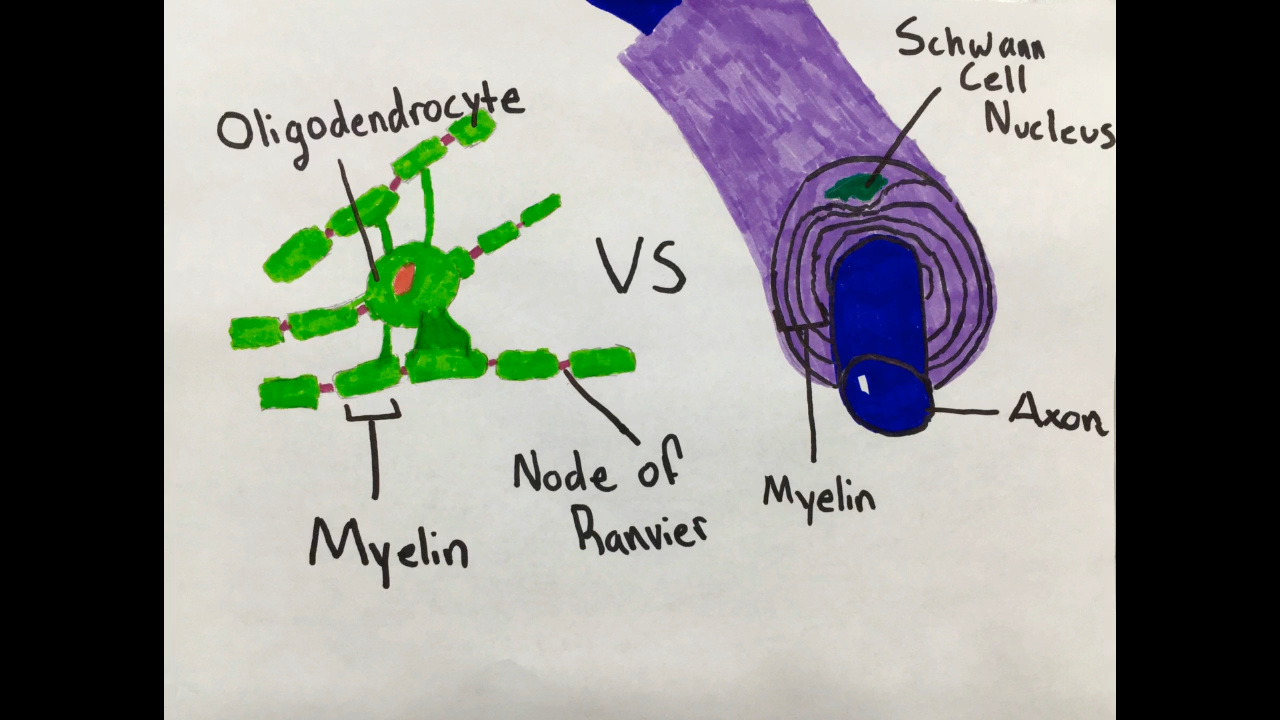 Oligodendrocyte
Myelin
Node of
Ranvier
VS
Schwann
Cell
Nucleus
Myelin
Axon